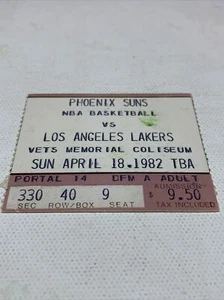 PHOENIX SUNS
NBA BASKETBALL
VS
LOS ANGELES LAKERS
VETS MEMORIAL COLISEUM
SUN APRIL 18.1982 TBA
PORTAL 14 DFM A ADULT
330 40 9
ADMISSION
$9.50
SEC ROW/BOX SEAT TAX INCLUDED